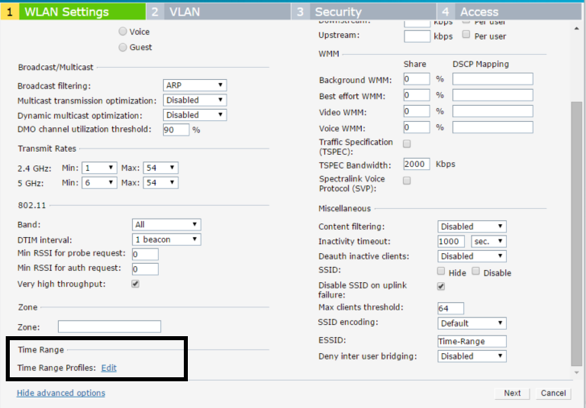 1 WLAN Settings 2 VLAN 3 Security 4 Access
Voice
Guest
Broadcast/Multicast
Broadcast filtering: ARP
Multicast transmission optimization: Disabled
Dynamic multicast optimization: Disabled
DMO channel utilization threshold: 90 %
Transmit Rates
2.4 GHz: Min: 1 Max: 54
5 GHz: Min: 6 Max: 54
802.11
Band: All
DTIM interval: 1 beacon
Min RSSI for probe request: 0
Min RSSI for auth request: 0
Very high throughput:
Zone
Zone:
Time Range
Time Range Profiles: Edit
Hide advanced options
Downstream: kbps Per user
Upstream: kbps Per user
WMM
Share DSCP Mapping
Background WMM: 0 %
Best effort WMM: 0 %
Video WMM: 0 %
Voice WMM: 0 %
Traffic Specification
(TSPEC):
TSPEC Bandwidth: 2000 Kbps
Spectralink Voice
Protocol (SVP):
Miscellaneous
Content filtering: Disabled
Inactivity timeout: 1000 sec.
Deauth inactive clients: Disabled
SSID: Hide Disable
Disable SSID on uplink
failure:
Max clients threshold: 64
SSID encoding: Default
ESSID: Time-Range
Deny inter user bridging: Disabled
Next Cancel